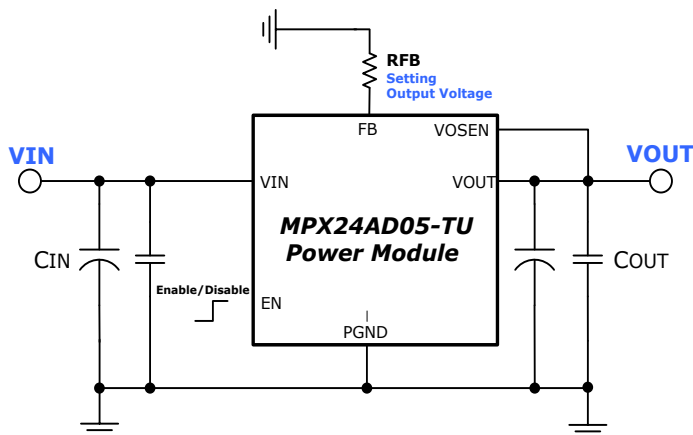 RFB
Setting
Output Voltage
FB
VOSEN
VIN
VOUT
VIN
VOUT
MPX24AD05-TU
Power Module
CIN
COUT
Enable/Disable
EN
PGND